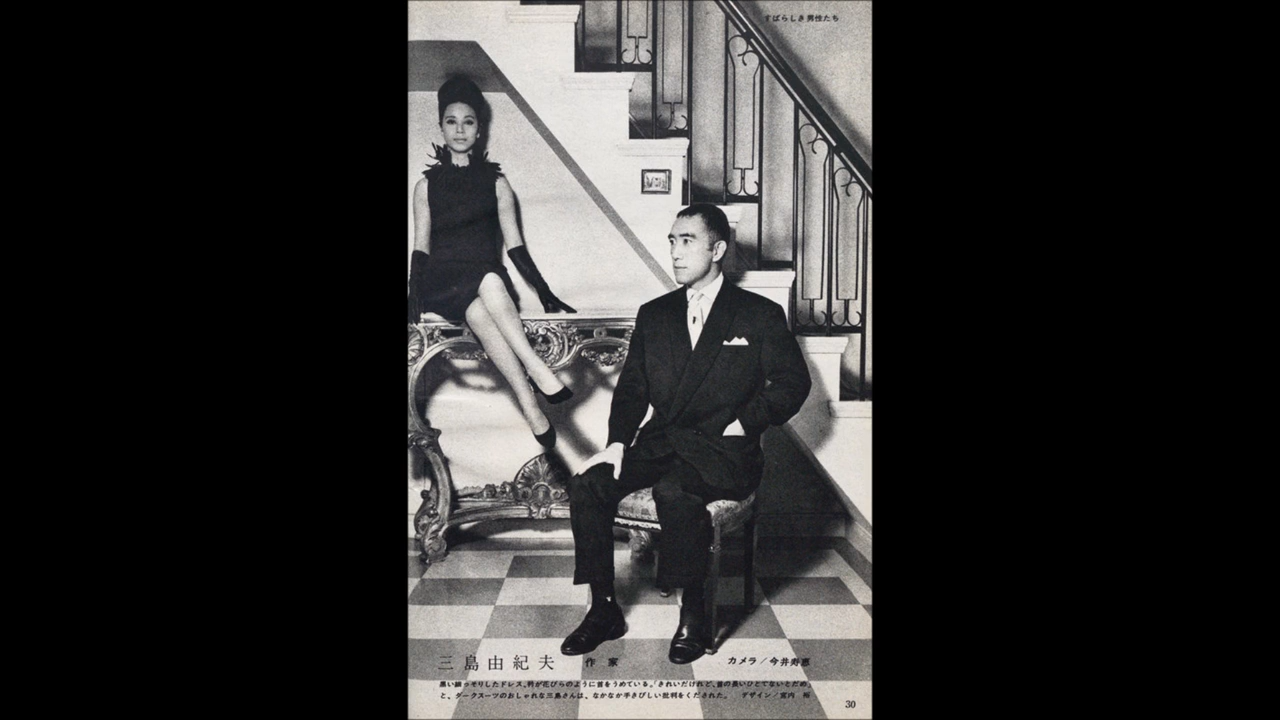 すばらしき男性たち
三島由紀夫 作家
カメラ／今井寿恵
黒い細っそりしたドレス。衿が花びらのように首をうめている。「きれいだけれど、首の長いひとでないとだめ」
と、ダークスーツのおしゃれな三島さんは、なかなか手きびしい批判をくだされた。 デザイン／宮内 裕
30